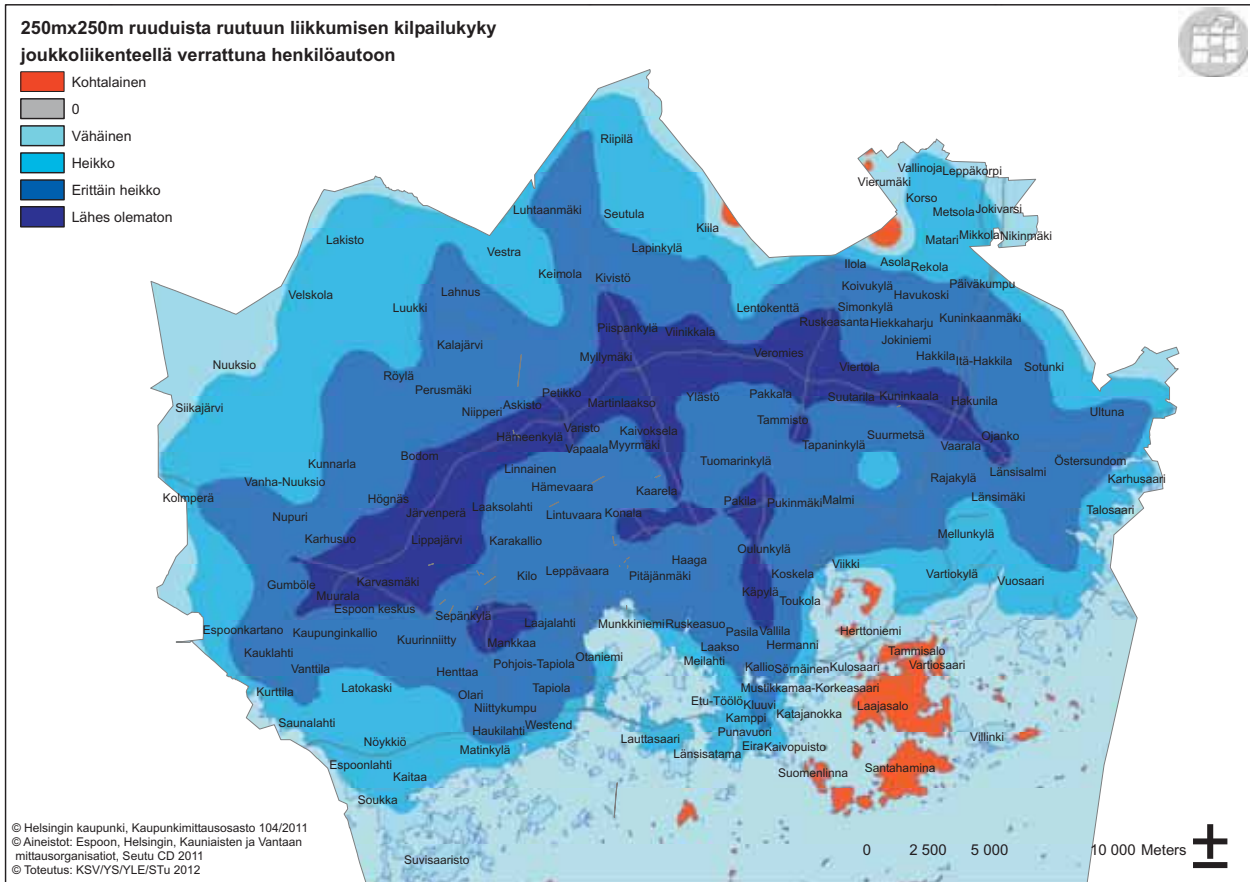 250mx250m ruuduista ruutuun liikkumisen kilpailukyky
joukkoliikenteellä verrattuna henkilöautoon
Kohtalainen
0
Vähäinen
Heikko
Erittäin heikko
Lähes olematon
Riipilä
Vallinoja
Leppäkorpi
Vierumäki
Korso
Luhtaanmäki
Seutula
Metsola
Jokivarsi
Kiila
Lakisto
Matari
Mikkola
Nikinmäki
Vestra
Lapinkylä
Ilola
Asola
Rekola
Keimola
Kivistö
Koivukylä
Päiväkumpu
Velskola
Lahnus
Havukoski
Luukki
Lentokenttä
Simonkylä
Piispankylä
Viinikkala
Ruskeasanta
Hiekkaharju
Kuninkaanmäki
Kalajärvi
Jokiniemi
Myllymäki
Veromies
Hakkila
Itä-Hakkila
Nuuksio
Viertola
Sotunki
Röylä
Perusmäki
Petikko
Siikajärvi
Niipperi
Askisto
Martinlaakso
Ylästö
Pakkala
Suutarila
Kuninkaala
Hakunila
Ultuna
Tammisto
Varisto
Kaivoksela
Hämeenkylä
Vapaala
Myyrmäki
Tapaninkylä
Suurmetsä
Vaarala
Ojanko
Kunnarla
Bodom
Linnainen
Tuomarinkylä
Östersundom
Vanha-Nuuksio
Hämevaara
Rajakylä
Länsisalmi
Karhusaari
Kolmperä
Högnäs
Kaarela
Laaksolahti
Pakila
Pukinmäki
Malmi
Länsimäki
Talosaari
Nupuri
Järvenperä
Lintuvaara
Konala
Karhusuo
Lippajärvi
Karakallio
Mellunkylä
Oulunkylä
Haaga
Viikki
Gumböle
Karvasmäki
Kilo
Leppävaara
Pitäjänmäki
Koskela
Vartiokylä
Vuosaari
Muurala
Käpylä
Toukola
Espoon keskus
Sepänkylä
Laajalahti
Munkkiniemi
Ruskeasuo
Espoonkartano
Kaupunginkallio
Kuurinniitty
Mankkaa
Pasila
Vallila
Herttoniemi
Laakso
Hermanni
Kauklahti
Otaniemi
Meilahti
Tammisalo
Vanttila
Henttaa
Pohjois-Tapiola
Kallio
Sörnäinen
Kulosaari
Vartiosaari
Kurttila
Latokaski
Olari
Tapiola
Mustikkamaa-Korkeasaari
Etu-Töölö
Kluuvi
Laajasalo
Niittykumpu
Kamppi
Katajanokka
Saunalahti
Haukilahti
Westend
Punavuori
Nöykkiö
Lauttasaari
Villinki
Matinkylä
Länsisatama
Eira
Kaivopuisto
Espoonlahti
Kaitaa
Suomenlinna
Santahamina
Soukka
Suvisaaristo
© Helsingin kaupunki, Kaupunkimittausosasto 104/2011
© Aineistot: Espoon, Helsingin, Kauniaisten ja Vantaan
mittausorganisatiot, Seutu CD 2011
© Toteutus: KSV/YS/YLE/STu 2012
0 2 500 5 000 10 000 Meters